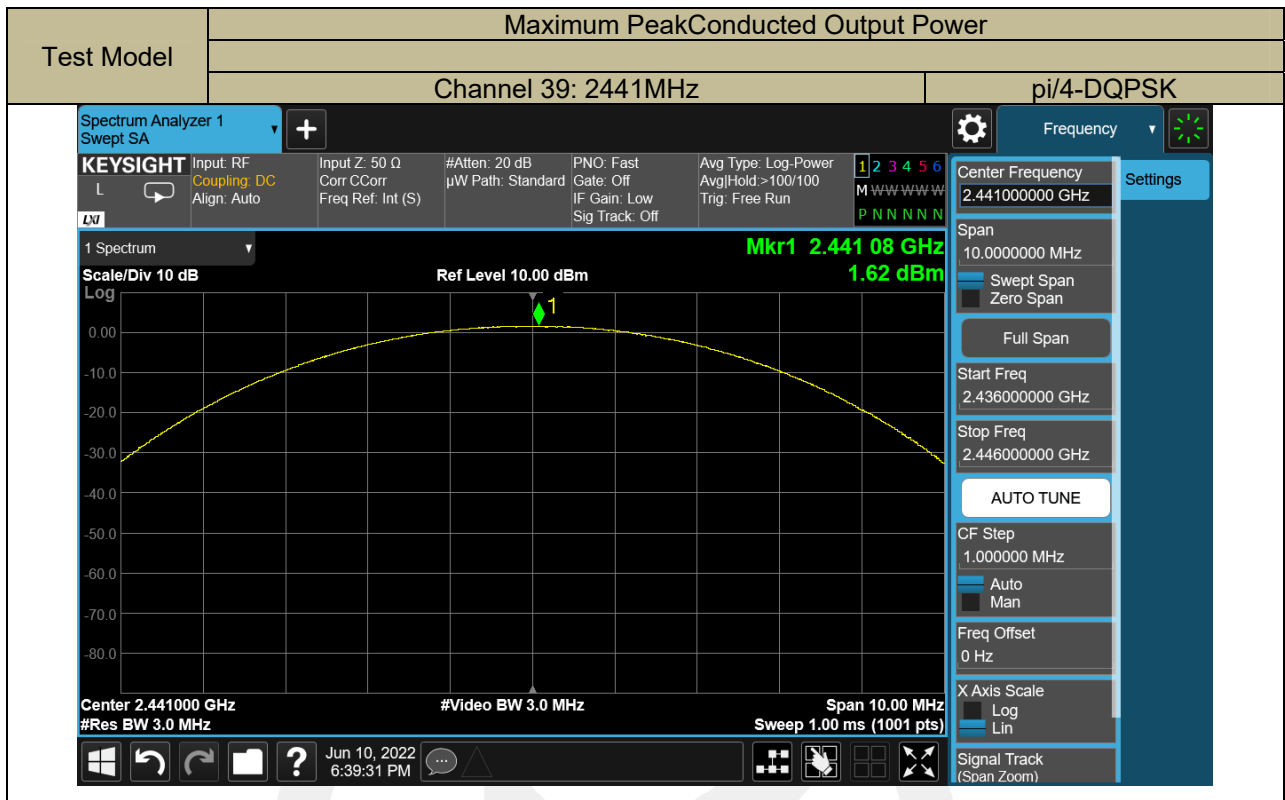 Test Model
Maximum PeakConducted Output Power
Channel 39: 2441MHz
pi/4-DQPSK
Spectrum Analyzer 1
Swept SA
Frequency
KEYSIGHT
L
LXI
Input: RF
Coupling: DC
Align: Auto
Input Z: 50 Ω
Corr CCorr
Freq Ref: Int (S)
#Atten: 20 dB
µW Path: Standard
PNO: Fast
Gate: Off
IF Gain: Low
Sig Track: Off
Avg Type: Log-Power
Avg|Hold:>100/100
Trig: Free Run
1 2 3 4 5 6
M W W W W W
P N N N N N
1 Spectrum
Mkr1 2.441 08 GHz
Scale/Div 10 dB
Ref Level 10.00 dBm
1.62 dBm
Log
1
0.00
-10.0
-20.0
-30.0
-40.0
-50.0
-60.0
-70.0
-80.0
Center 2.441000 GHz
#Video BW 3.0 MHz
Span 10.00 MHz
#Res BW 3.0 MHz
Sweep 1.00 ms (1001 pts)
Center Frequency
2.441000000 GHz
Settings
Span
10.0000000 MHz
Swept Span
Zero Span
Full Span
Start Freq
2.436000000 GHz
Stop Freq
2.446000000 GHz
AUTO TUNE
CF Step
1.000000 MHz
Auto
Man
Freq Offset
0 Hz
X Axis Scale
Log
Lin
Signal Track
(Span Zoom)
?
Jun 10, 2022
6:39:31 PM